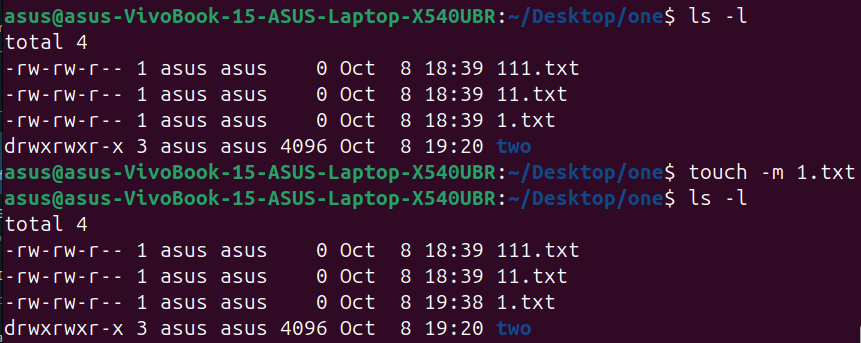 asus@asus-VivoBook-15-ASUS-Laptop-X540UBR:~/Desktop/one$ ls -l
total 4
-rw-rw-r-- 1 asus asus    0 Oct  8 18:39 111.txt
-rw-rw-r-- 1 asus asus    0 Oct  8 18:39 11.txt
-rw-rw-r-- 1 asus asus    0 Oct  8 18:39 1.txt
drwxrwxr-x 3 asus asus 4096 Oct  8 19:20 two
asus@asus-VivoBook-15-ASUS-Laptop-X540UBR:~/Desktop/one$ touch -m 1.txt
asus@asus-VivoBook-15-ASUS-Laptop-X540UBR:~/Desktop/one$ ls -l
total 4
-rw-rw-r-- 1 asus asus    0 Oct  8 18:39 111.txt
-rw-rw-r-- 1 asus asus    0 Oct  8 18:39 11.txt
-rw-rw-r-- 1 asus asus    0 Oct  8 19:38 1.txt
drwxrwxr-x 3 asus asus 4096 Oct  8 19:20 two